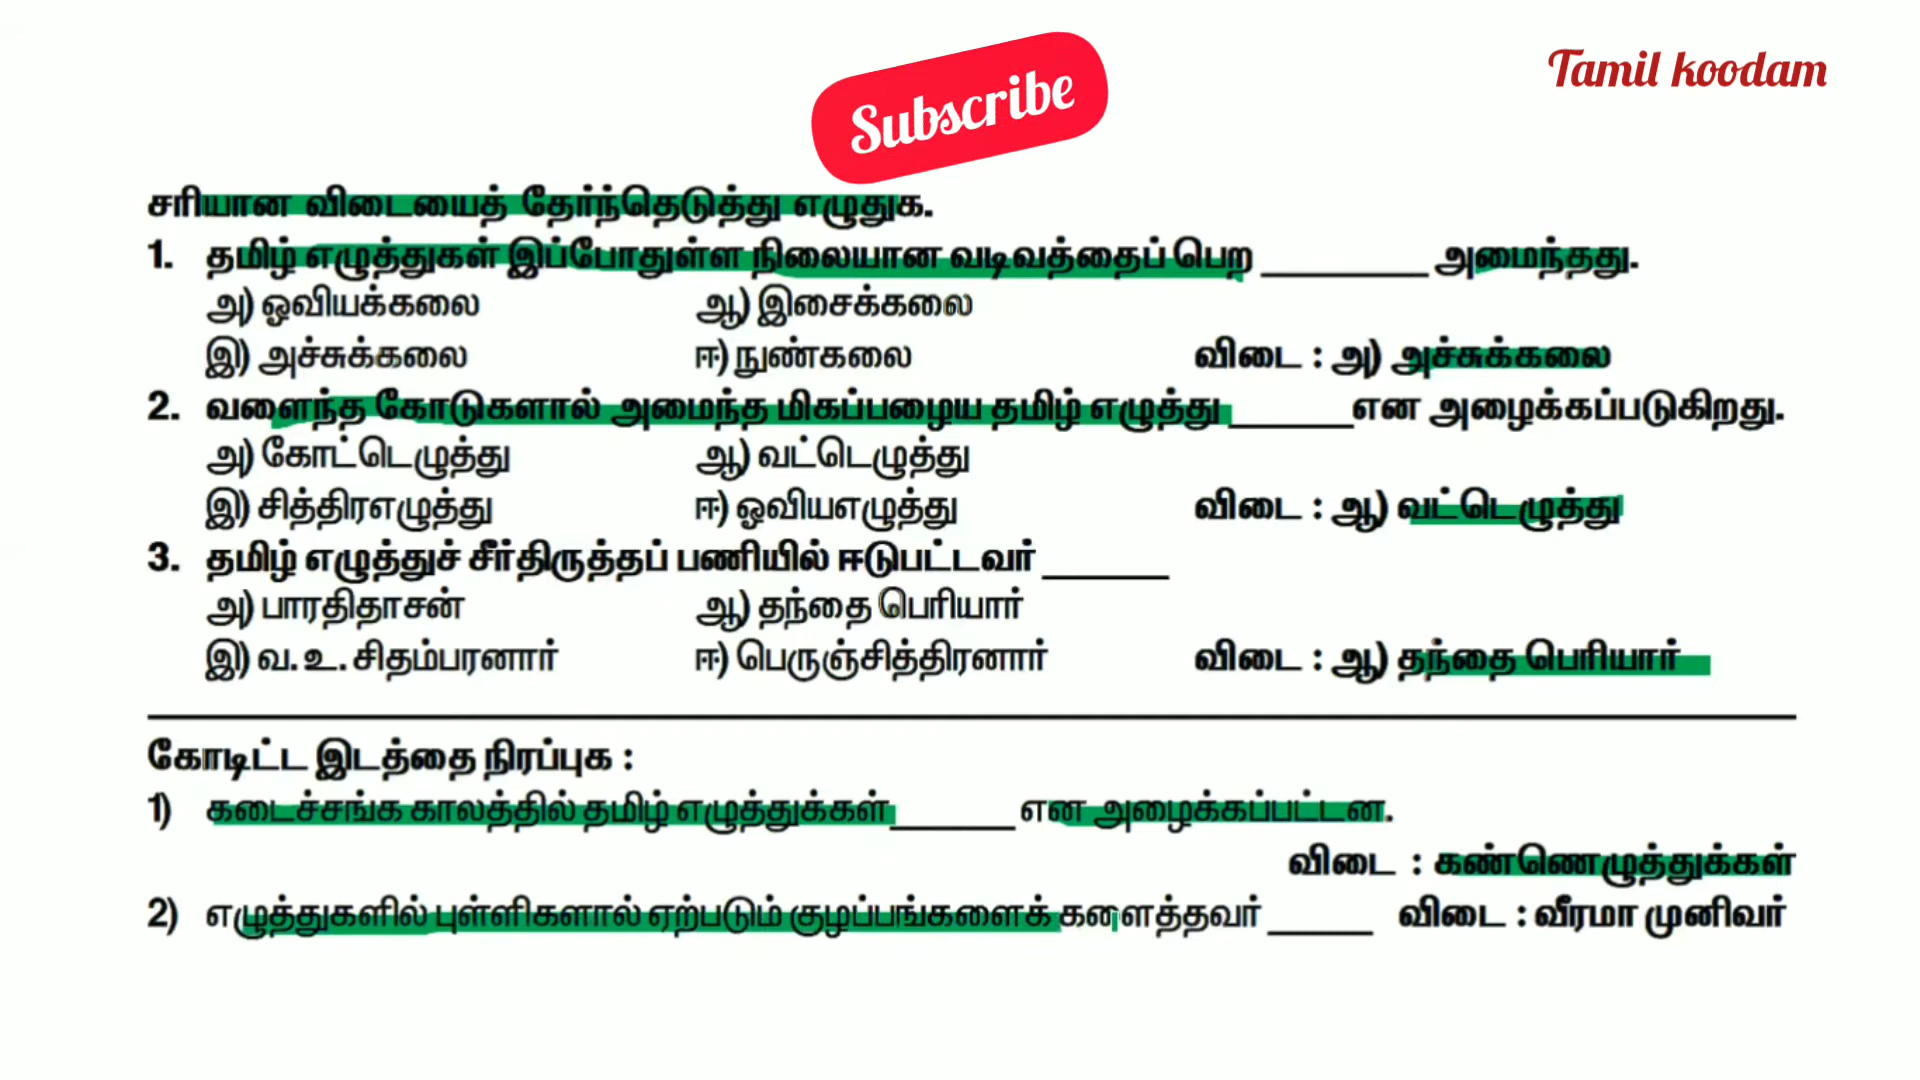 Subscribe
Tamil koodam
சரியான விடையைத் தேர்ந்தெடுத்து எழுதுக.
1. தமிழ் எழுத்துகள் இப்போதுள்ள நிலையான வடிவத்தைப் பெற ________ அமைந்தது.
அ) ஓவியக்கலை ஆ) இசைக்கலை
இ) அச்சுக்கலை ஈ) நுண்கலை விடை : அ) அச்சுக்கலை
2. வளைந்த கோடுகளால் அமைந்த மிகப்பழைய தமிழ் எழுத்து ______ என அழைக்கப்படுகிறது.
அ) கோட்டெழுத்து ஆ) வட்டெழுத்து
இ) சித்திரஎழுத்து ஈ) ஓவியஎழுத்து விடை : ஆ) வட்டெழுத்து
3. தமிழ் எழுத்துச் சீர்திருத்தப் பணியில் ஈடுபட்டவர் ______
அ) பாரதிதாசன் ஆ) தந்தை பெரியார்
இ) வ. உ. சிதம்பரனார் ஈ) பெருஞ்சித்திரனார் விடை : ஆ) தந்தை பெரியார்
கோடிட்ட இடத்தை நிரப்புக :
1) கடைச்சங்க காலத்தில் தமிழ் எழுத்துக்கள் ______ என அழைக்கப்பட்டன.
விடை : கண்ணெழுத்துக்கள்
2) எழுத்துகளில் புள்ளிகளால் ஏற்படும் குழப்பங்களைக் களைத்தவர் _____ விடை : வீரமா முனிவர்